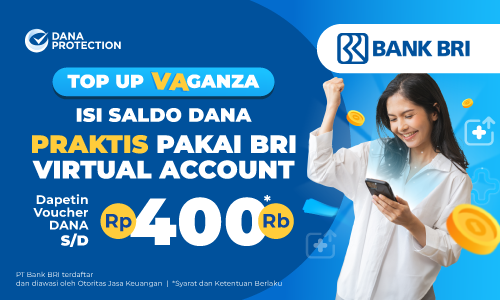 DANA
PROTECTION
BANK BRI
TOP UP VAGANZA
ISI SALDO DANA
PRAKTIS PAKAI BRI
VIRTUAL ACCOUNT
Dapetin
Voucher
DANA
S/D
Rp 400 Rb*
PT Bank BRI terdaftar
dan diawasi oleh Otoritas Jasa Keuangan | *Syarat dan Ketentuan Berlaku